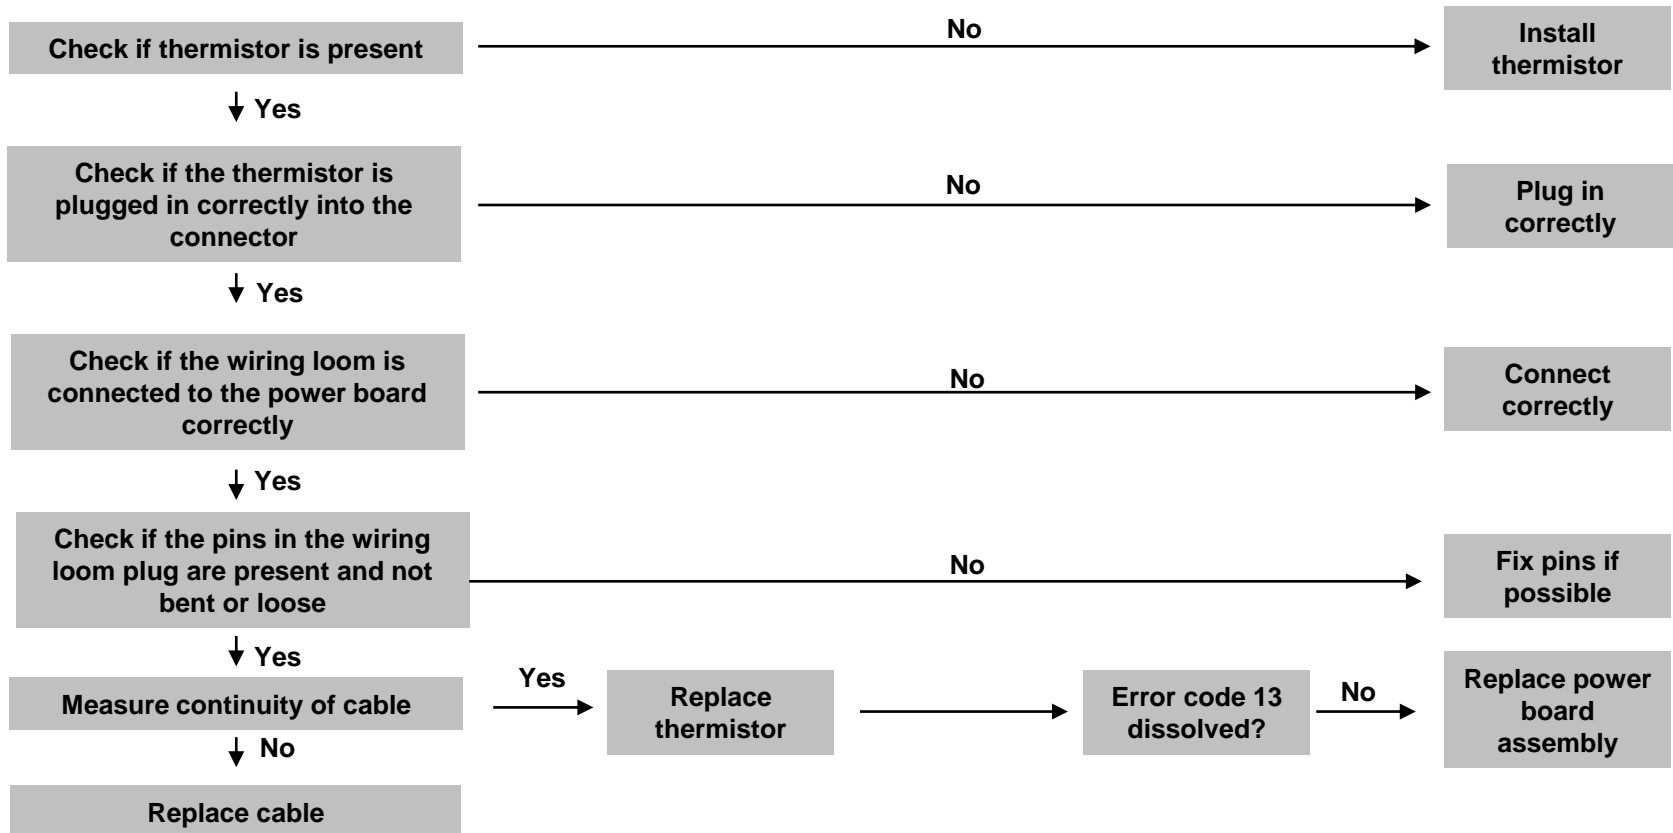 Check if thermistor is present
No
Install
thermistor
Yes
Check if the thermistor is
plugged in correctly into the
connector
No
Plug in
correctly
Yes
Check if the wiring loom is
connected to the power board
correctly
No
Connect
correctly
Yes
Check if the pins in the wiring
loom plug are present and not
bent or loose
No
Fix pins if
possible
Yes
Measure continuity of cable
Yes
Replace
thermistor
Error code 13
dissolved?
No
Replace power
board
assembly
No
Replace cable